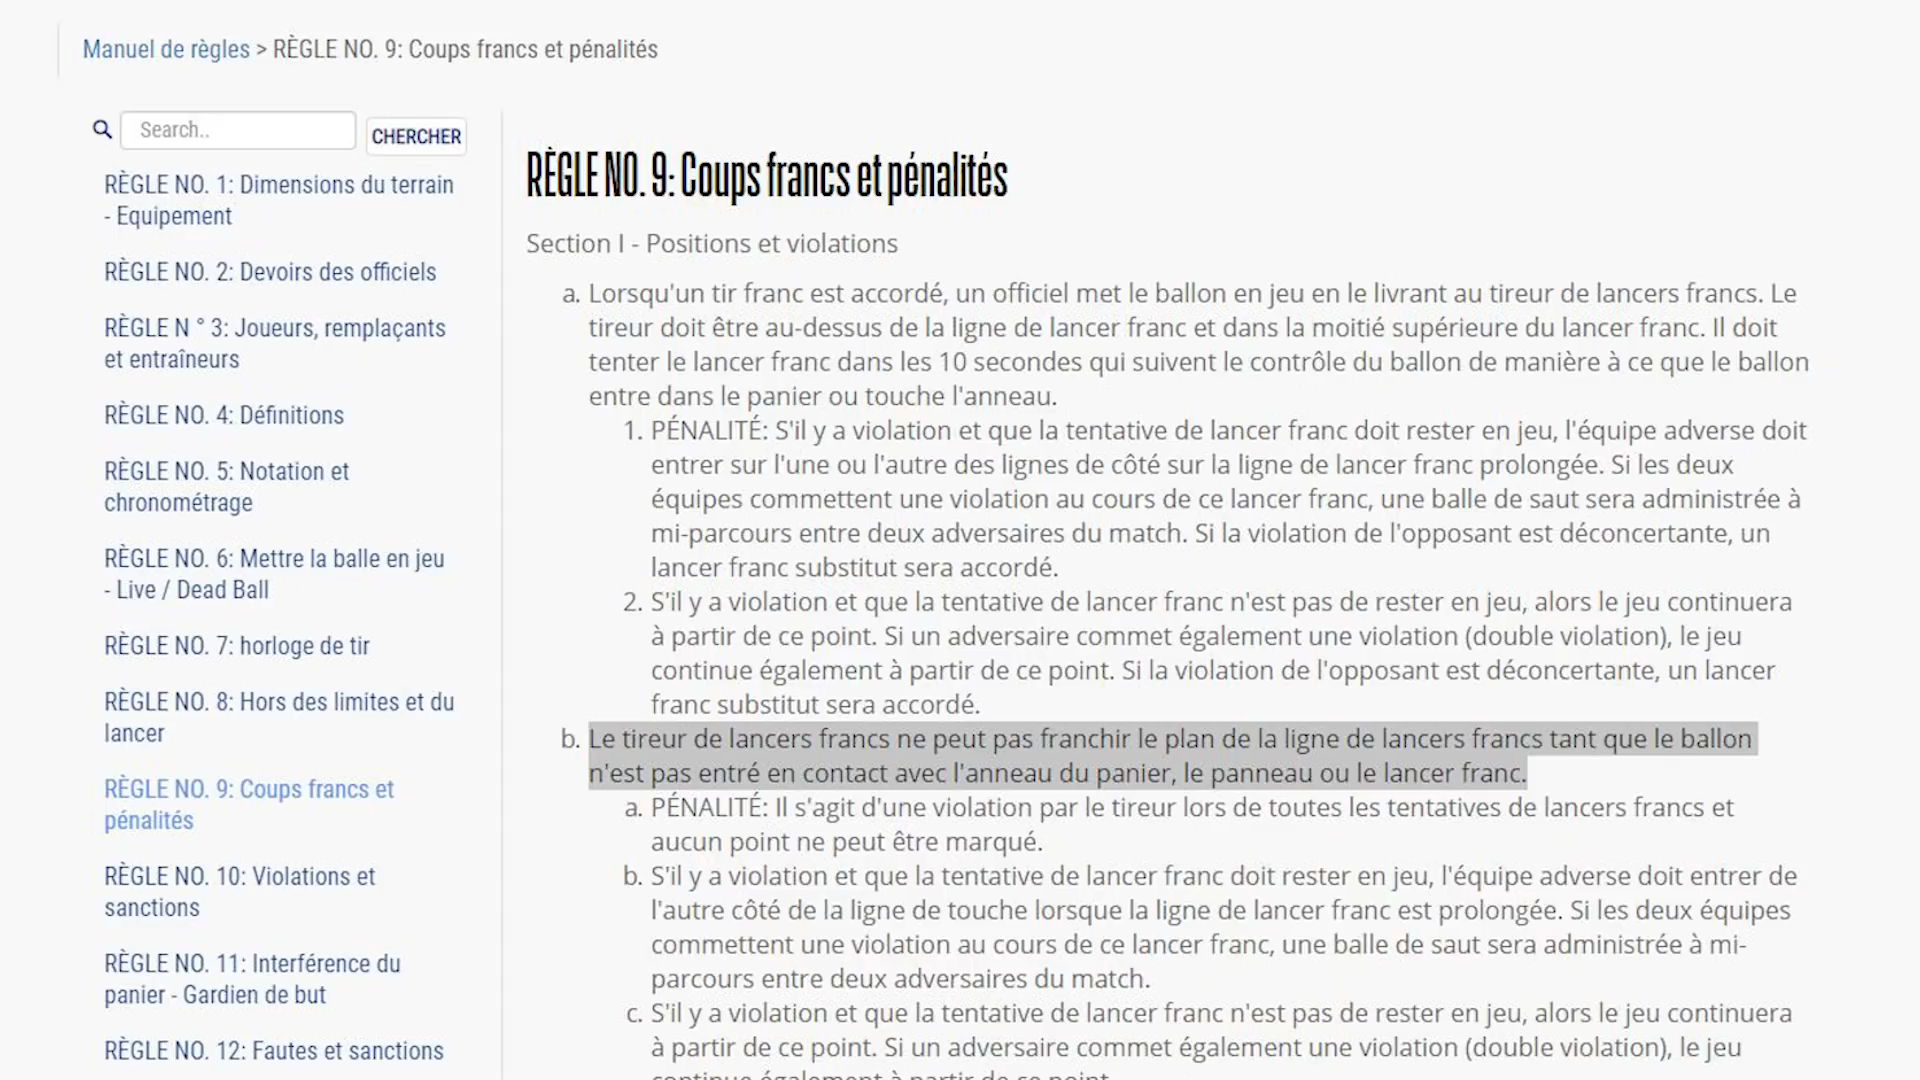 Manuel de règles > RÈGLE NO. 9: Coups francs et pénalités
Search..
CHERCHER
RÈGLE NO. 1: Dimensions du terrain
- Equipement
RÈGLE NO. 2: Devoirs des officiels
RÈGLE N ° 3: Joueurs, remplaçants
et entraîneurs
RÈGLE NO. 4: Définitions
RÈGLE NO. 5: Notation et
chronométrage
RÈGLE NO. 6: Mettre la balle en jeu
- Live / Dead Ball
RÈGLE NO. 7: horloge de tir
RÈGLE NO. 8: Hors des limites et du
lancer
RÈGLE NO. 9: Coups francs et
pénalités
RÈGLE NO. 10: Violations et
sanctions
RÈGLE NO. 11: Interférence du
panier - Gardien de but
RÈGLE NO. 12: Fautes et sanctions
RÈGLE NO. 9: Coups francs et pénalités
Section I - Positions et violations
a. Lorsqu'un tir franc est accordé, un officiel met le ballon en jeu en le livrant au tireur de lancers francs. Le
tireur doit être au-dessus de la ligne de lancer franc et dans la moitié supérieure du lancer franc. Il doit
tenter le lancer franc dans les 10 secondes qui suivent le contrôle du ballon de manière à ce que le ballon
entre dans le panier ou touche l'anneau.
1. PÉNALITÉ: S'il y a violation et que la tentative de lancer franc doit rester en jeu, l'équipe adverse doit
entrer sur l'une ou l'autre des lignes de côté sur la ligne de lancer franc prolongée. Si les deux
équipes commettent une violation au cours de ce lancer franc, une balle de saut sera administrée à
mi-parcours entre deux adversaires du match. Si la violation de l'opposant est déconcertante, un
lancer franc substitut sera accordé.
2. S'il y a violation et que la tentative de lancer franc n'est pas de rester en jeu, alors le jeu continuera
à partir de ce point. Si un adversaire commet également une violation (double violation), le jeu
continue également à partir de ce point. Si la violation de l'opposant est déconcertante, un lancer
franc substitut sera accordé.
b. Le tireur de lancers francs ne peut pas franchir le plan de la ligne de lancers francs tant que le ballon
n'est pas entré en contact avec l'anneau du panier, le panneau ou le lancer franc.
a. PÉNALITÉ: Il s'agit d'une violation par le tireur lors de toutes les tentatives de lancers francs et
aucun point ne peut être marqué.
b. S'il y a violation et que la tentative de lancer franc doit rester en jeu, l'équipe adverse doit entrer de
l'autre côté de la ligne de touche lorsque la ligne de lancer franc est prolongée. Si les deux équipes
commettent une violation au cours de ce lancer franc, une balle de saut sera administrée à mi-
parcours entre deux adversaires du match.
c. S'il y a violation et que la tentative de lancer franc n'est pas de rester en jeu, alors le jeu continuera
à partir de ce point. Si un adversaire commet également une violation (double violation), le jeu
continue également à partir de ce point.